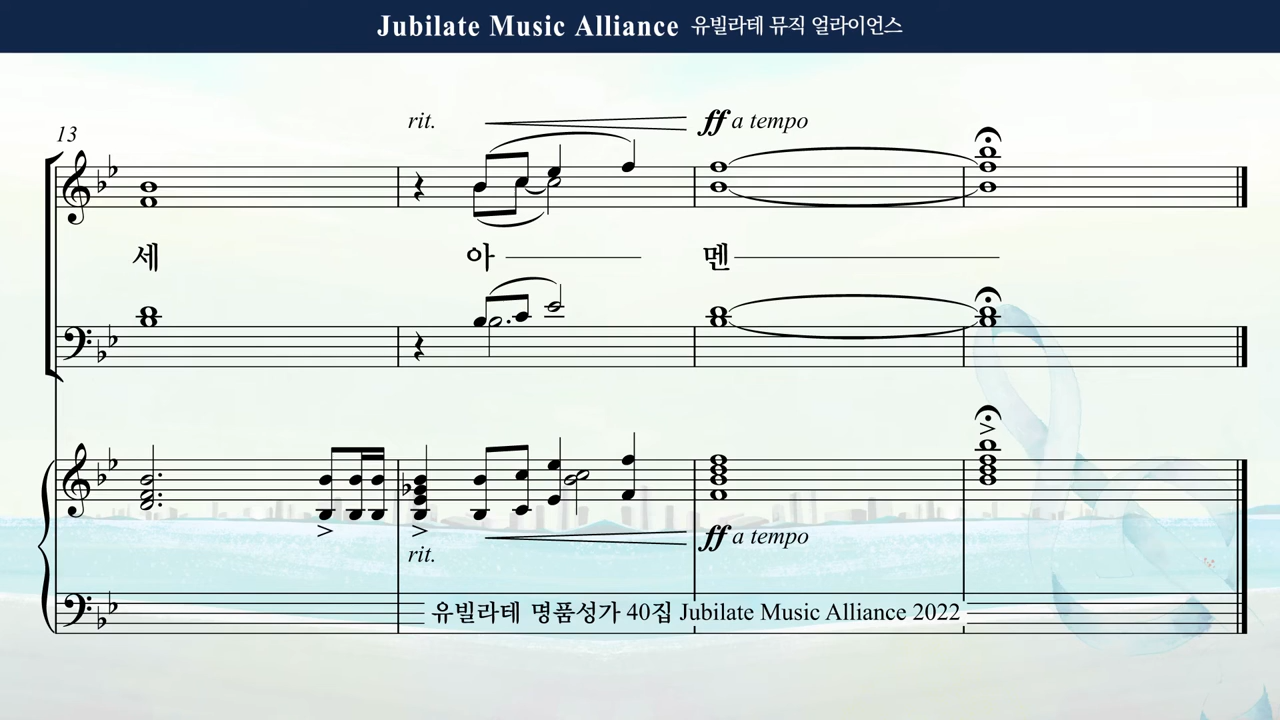 Jubilate Music Alliance 유빌라테 뮤직 얼라이언스
rit. ff a tempo
13
세 아 멘
rit. ff a tempo
유빌라테 명품성가 40집 Jubilate Music Alliance 2022